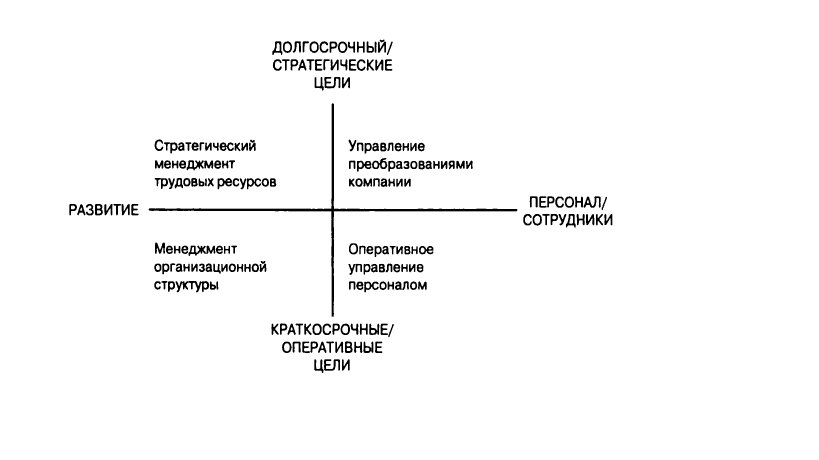 ДОЛГОСРОЧНЫЙ/
СТРАТЕГИЧЕСКИЕ
ЦЕЛИ
Стратегический
менеджмент
трудовых ресурсов
Управление
преобразованиями
компании
РАЗВИТИЕ
ПЕРСОНАЛ/
СОТРУДНИКИ
Менеджмент
организационной
структуры
Оперативное
управление
персоналом
КРАТКОСРОЧНЫЕ/
ОПЕРАТИВНЫЕ
ЦЕЛИ